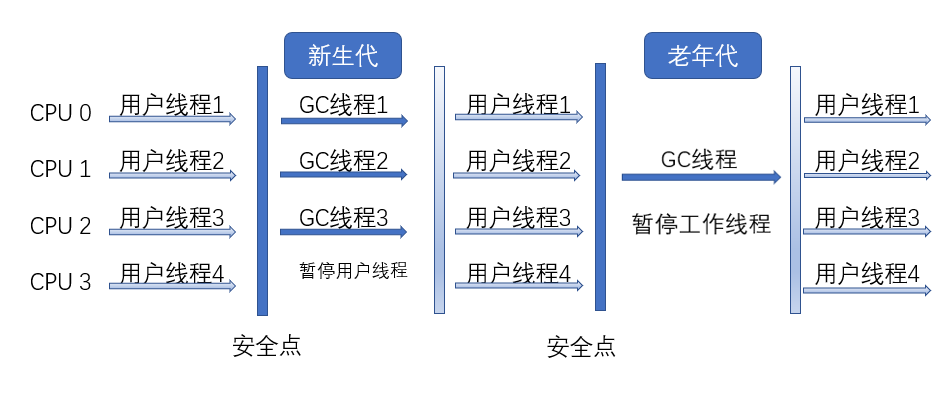 新生代
老年代
CPU 0
用户线程1
GC线程1
用户线程1
用户线程1
CPU 1
用户线程2
GC线程2
用户线程2
GC线程
用户线程2
CPU 2
用户线程3
GC线程3
用户线程3
暂停工作线程
用户线程3
CPU 3
用户线程4
暂停用户线程
用户线程4
用户线程4
安全点
安全点